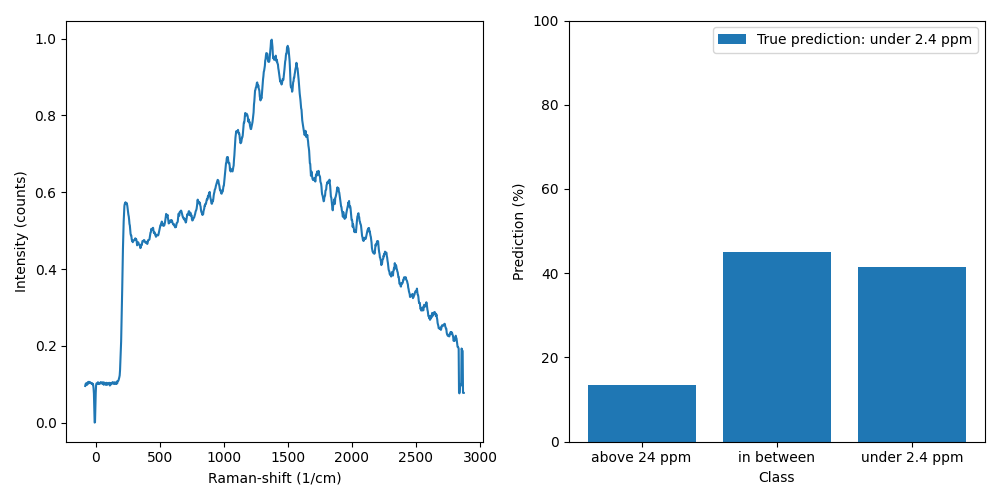 1.0
0.8
0.6
0.4
0.2
0.0
Intensity (counts)
0 500 1000 1500 2000 2500 3000
Raman-shift (1/cm)
100
80
60
40
20
0
Prediction (%)
True prediction: under 2.4 ppm
above 24 ppm in between under 2.4 ppm
Class